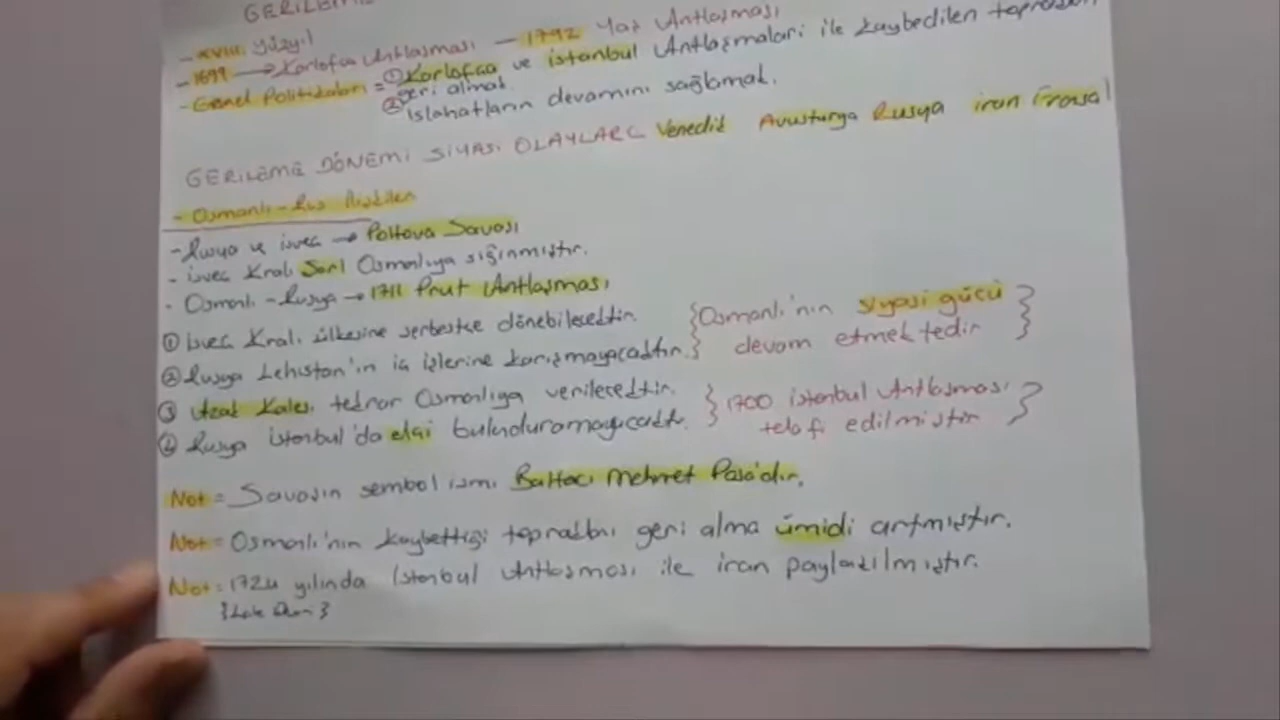 GERİLEME
- XVIII. Yüzyıl
- 1699 → Karlofça Antlaşması — 1792 Yaş Antlaşması
- Genel Politikaları = ① Karlofça ve İstanbul Antlaşmaları ile kaybedilen toprakları
geri almak.
② Islahatların devamını sağlamak.
GERİLEME DÖNEMİ SİYASİ OLAYLAR Venedik Avusturya Rusya İran Fransa
- Osmanlı - Rus İlişkileri
- Rusya ve İsveç → Poltova Savaşı
- İsveç Kralı Şarl Osmanlıya sığınmıştır.
- Osmanlı - Rusya → 1711 Prut Antlaşması
① İsveç Kralı ülkesine serbestçe dönebilecektir.
② Rusya Lehistan'ın iç işlerine karışmayacaktır. } {Osmanlı'nın siyasi gücü devam etmektedir }
③ Azak Kalesi tekrar Osmanlıya verilecektir.
④ Rusya İstanbul'da elçi bulunduramayacaktır. } 1700 İstanbul Antlaşması telafi edilmiştir }
Not = Savaşın sembol ismi Baltacı Mehmet Paşa'dır.
Not = Osmanlı'nın kaybettiği toprakları geri alma ümidi artmıştır.
Not = 1724 yılında İstanbul Antlaşması ile İran paylaşılmıştır.
{Lale Devri}